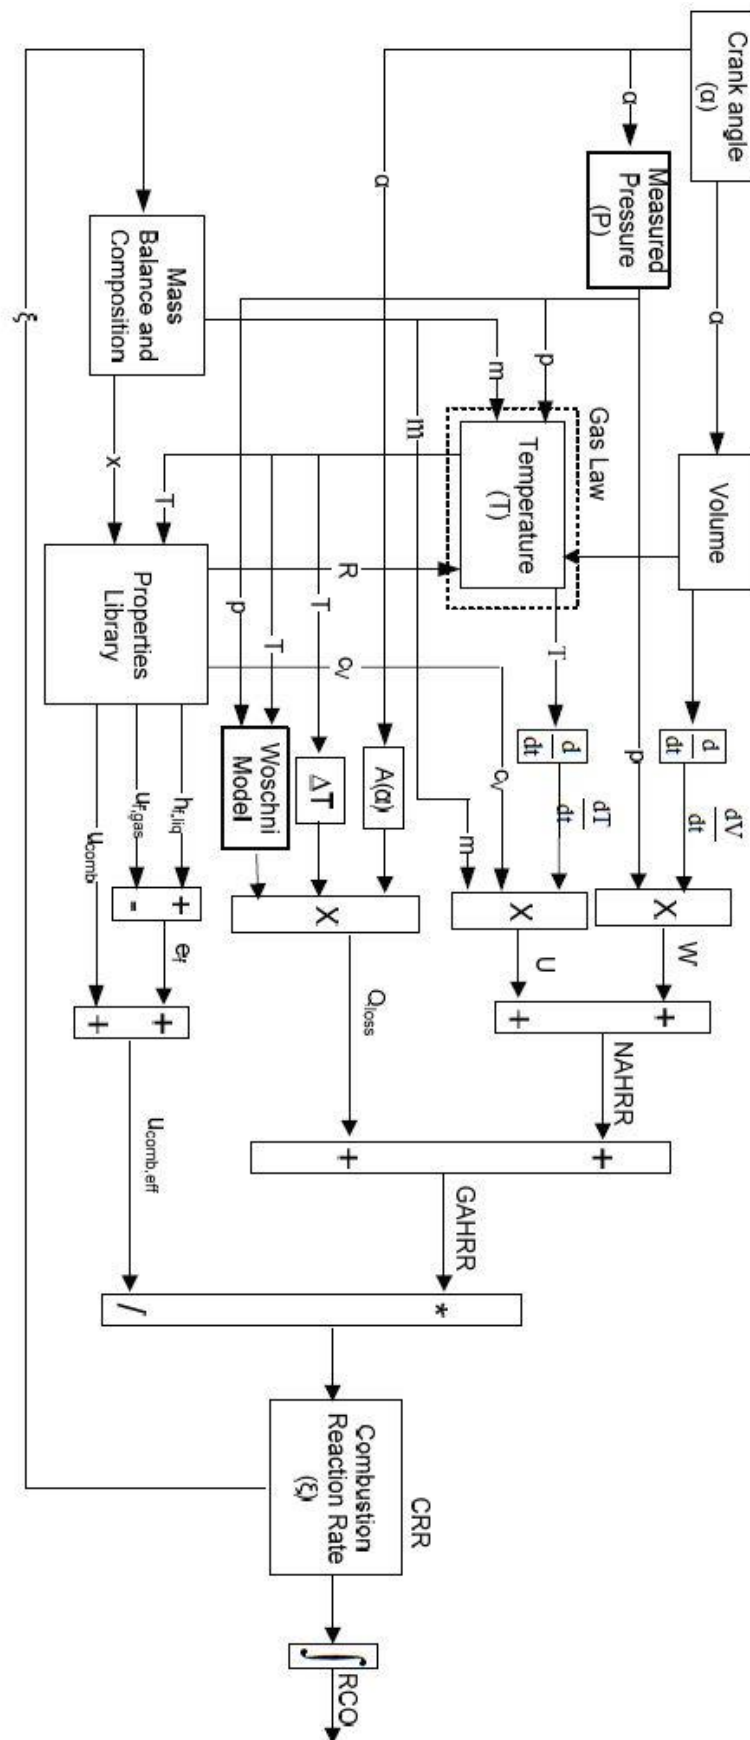 Crank angle
(α)
α
Volume
d
dt
dV
dt
X
W
+
+
NAHRR
α
Measured
Pressure
(P)
p
Gas Law
p
m
Temperature
(T)
T
d
dt
dT
dt
cv
m
X
U
α
m
A(α)
R
cv
T
ΔT
T
p
Woschni
Model
X
Qloss
+
+
GAHRR
*
/
Combustion
Reaction Rate
(ξ)
CRR
∫
RCO
Mass
Balance and
Composition
x
T
Properties
Library
hf,liq
uf,gas
ucomb
+
-
ef
+
+
ucomb,eff
ξ